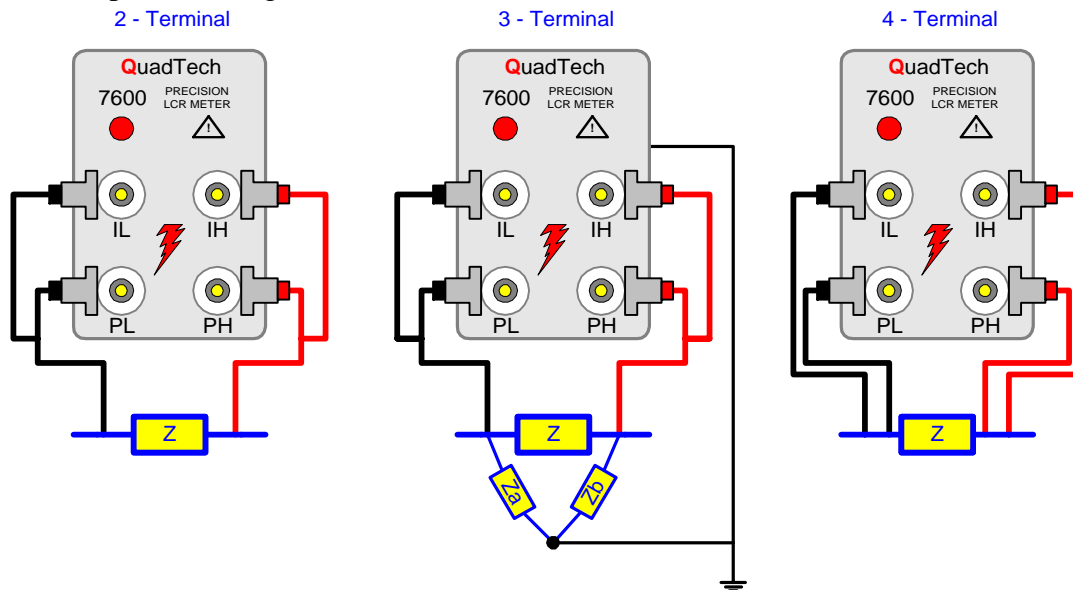 2 - Terminal
QuadTech
7600
PRECISION
LCR METER
!
IL
IH
PL
PH
Z
3 - Terminal
QuadTech
7600
PRECISION
LCR METER
!
IL
IH
PL
PH
Z
Za
Zb
4 - Terminal
QuadTech
7600
PRECISION
LCR METER
!
IL
IH
PL
PH
Z